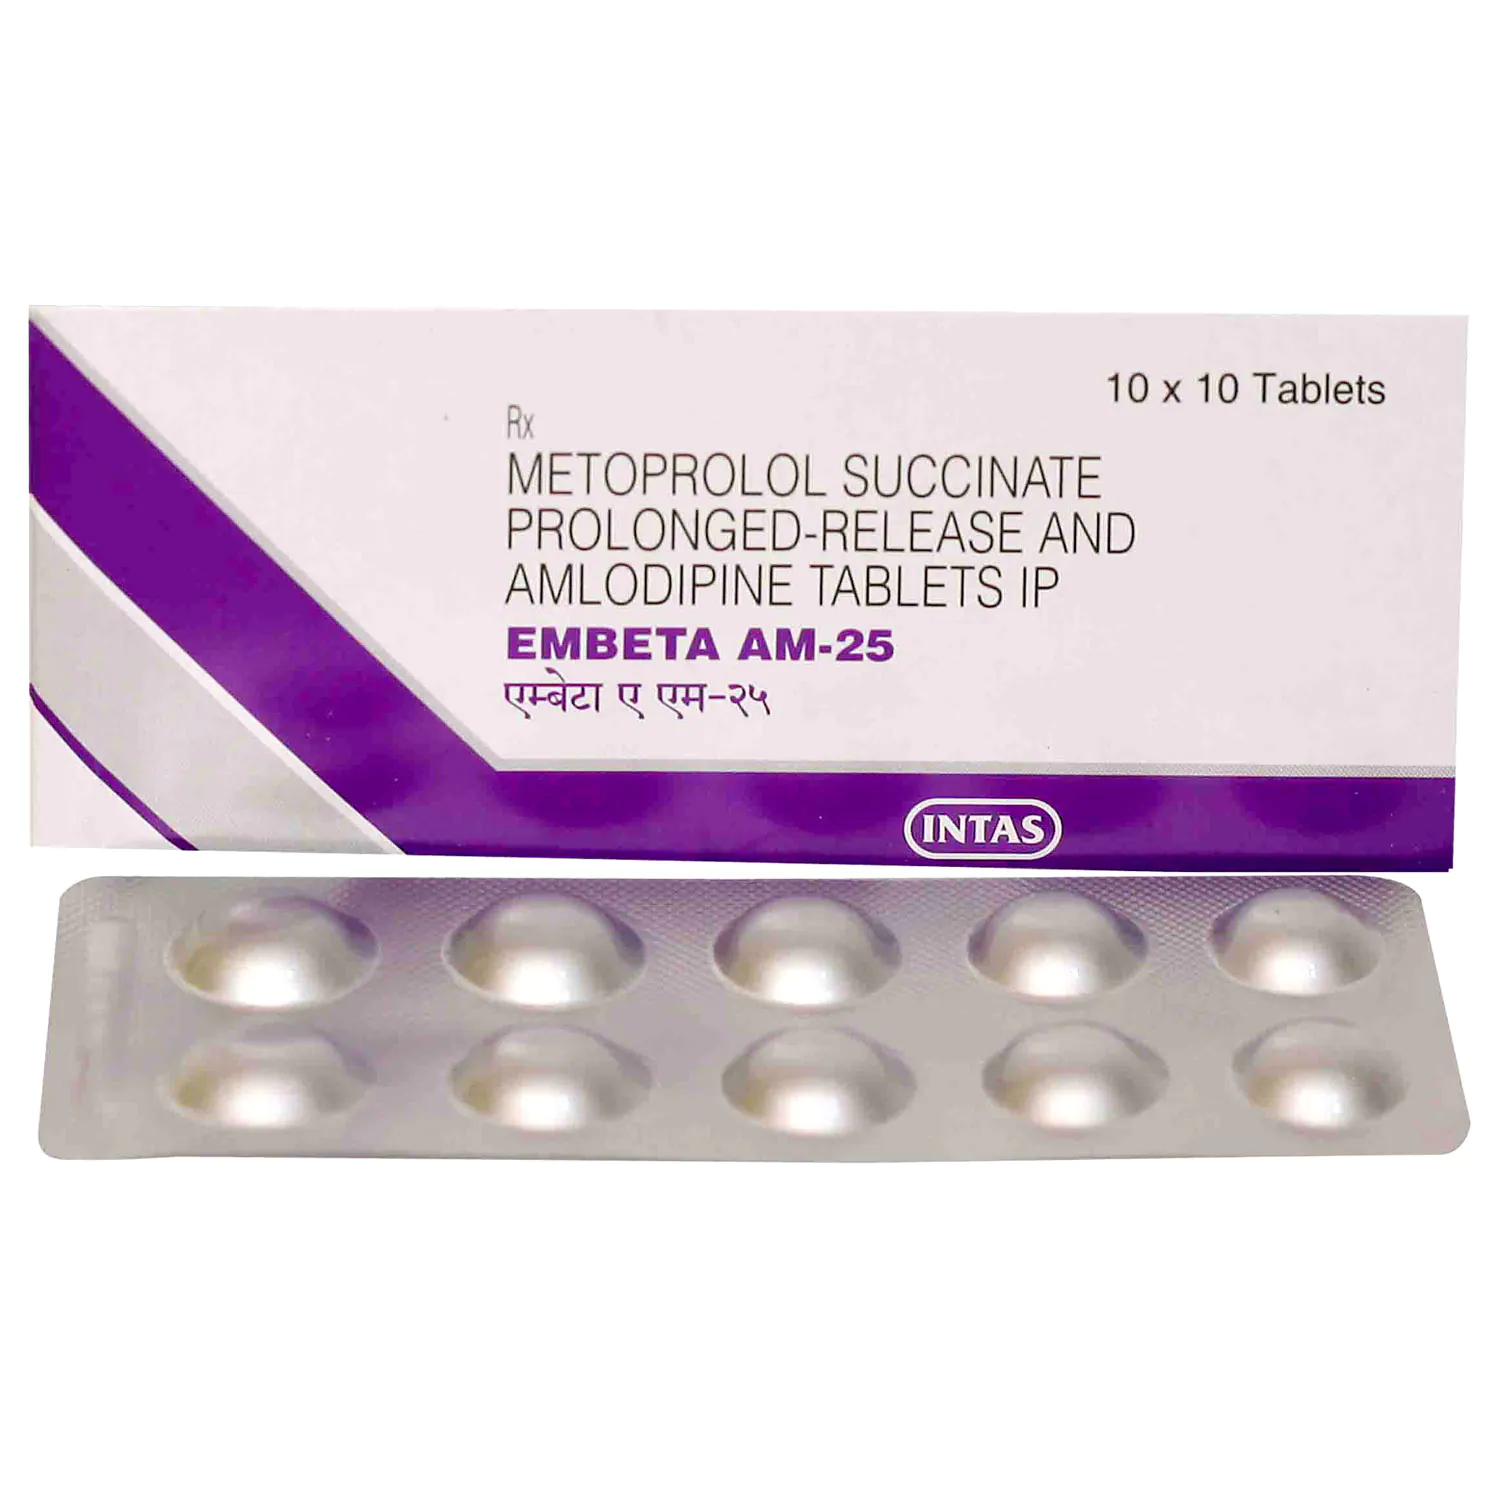 10 x 10 Tablets
Rx
METOPROLOL SUCCINATE
PROLONGED-RELEASE AND
AMLODIPINE TABLETS IP
EMBETA AM-25
एम्बेटा ए एम-२५
INTAS